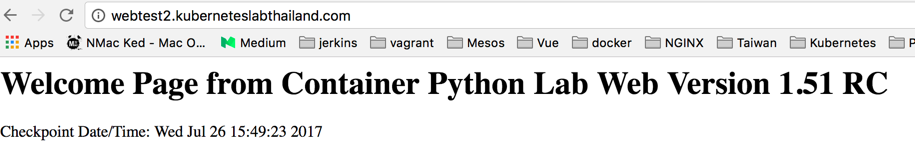 webtest2.kuberneteslabthailand.com
Apps NMac Ked - Mac O... Medium jerkins vagrant Mesos Vue docker NGINX Taiwan Kubernetes P
Welcome Page from Container Python Lab Web Version 1.51 RC
Checkpoint Date/Time: Wed Jul 26 15:49:23 2017